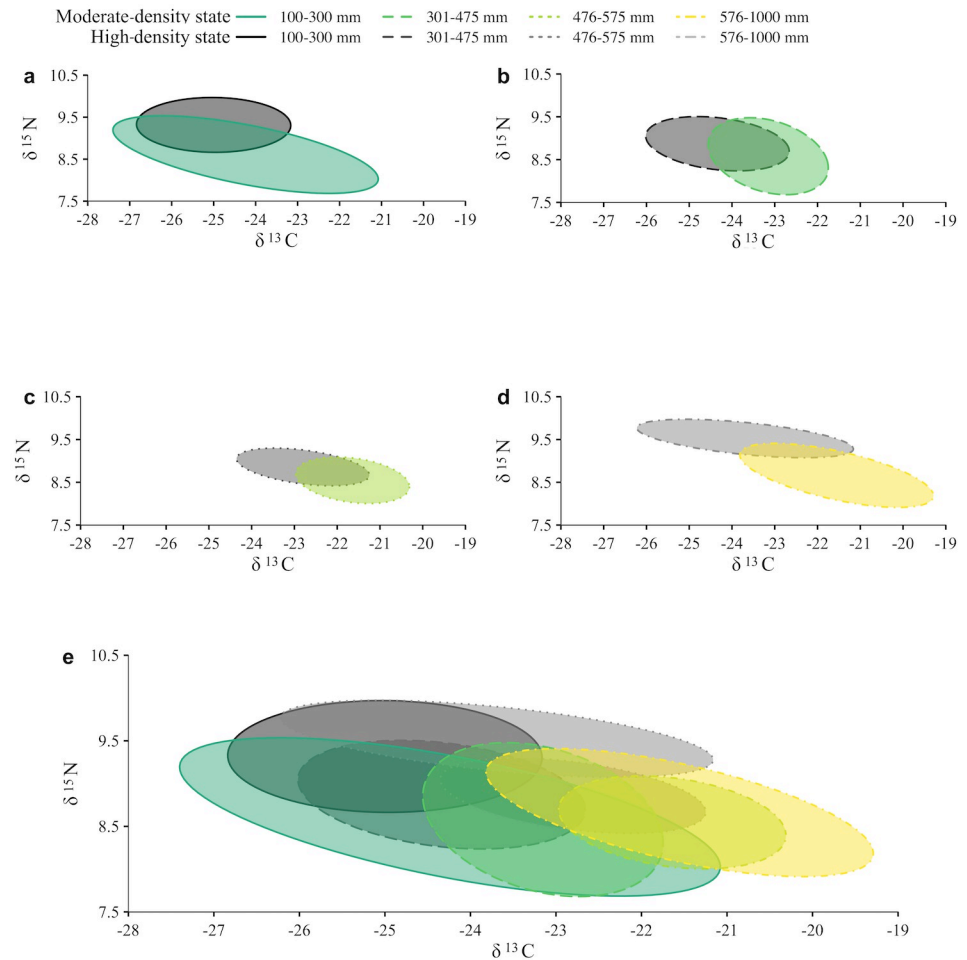 Moderate-density state 100-300 mm 301-475 mm 476-575 mm 576-1000 mm
High-density state 100-300 mm 301-475 mm 476-575 mm 576-1000 mm
a
10.5
9.5
8.5
7.5
δ 15 N
-28 -27 -26 -25 -24 -23 -22 -21 -20 -19
δ 13 C
b
10.5
9.5
8.5
7.5
δ 15 N
-28 -27 -26 -25 -24 -23 -22 -21 -20 -19
δ 13 C
c
10.5
9.5
8.5
7.5
δ 15 N
-28 -27 -26 -25 -24 -23 -22 -21 -20 -19
δ 13 C
d
10.5
9.5
8.5
7.5
δ 15 N
-28 -27 -26 -25 -24 -23 -22 -21 -20 -19
δ 13 C
e
10.5
9.5
8.5
7.5
δ 15 N
-28 -27 -26 -25 -24 -23 -22 -21 -20 -19
δ 13 C